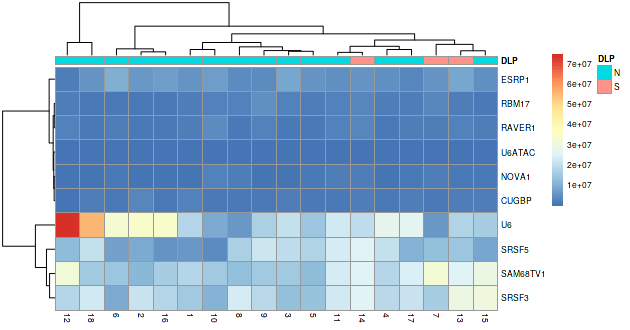 DLP
ESRP1
RBM17
RAVER1
U6ATAC
NOVA1
CUGBP
U6
SRSF5
SAM68TV1
SRSF3
12 18 6 2 16 1 10 8 9 3 5 11 14 4 17 7 13 15
7e+07
6e+07
5e+07
4e+07
3e+07
2e+07
1e+07
DLP
N
S